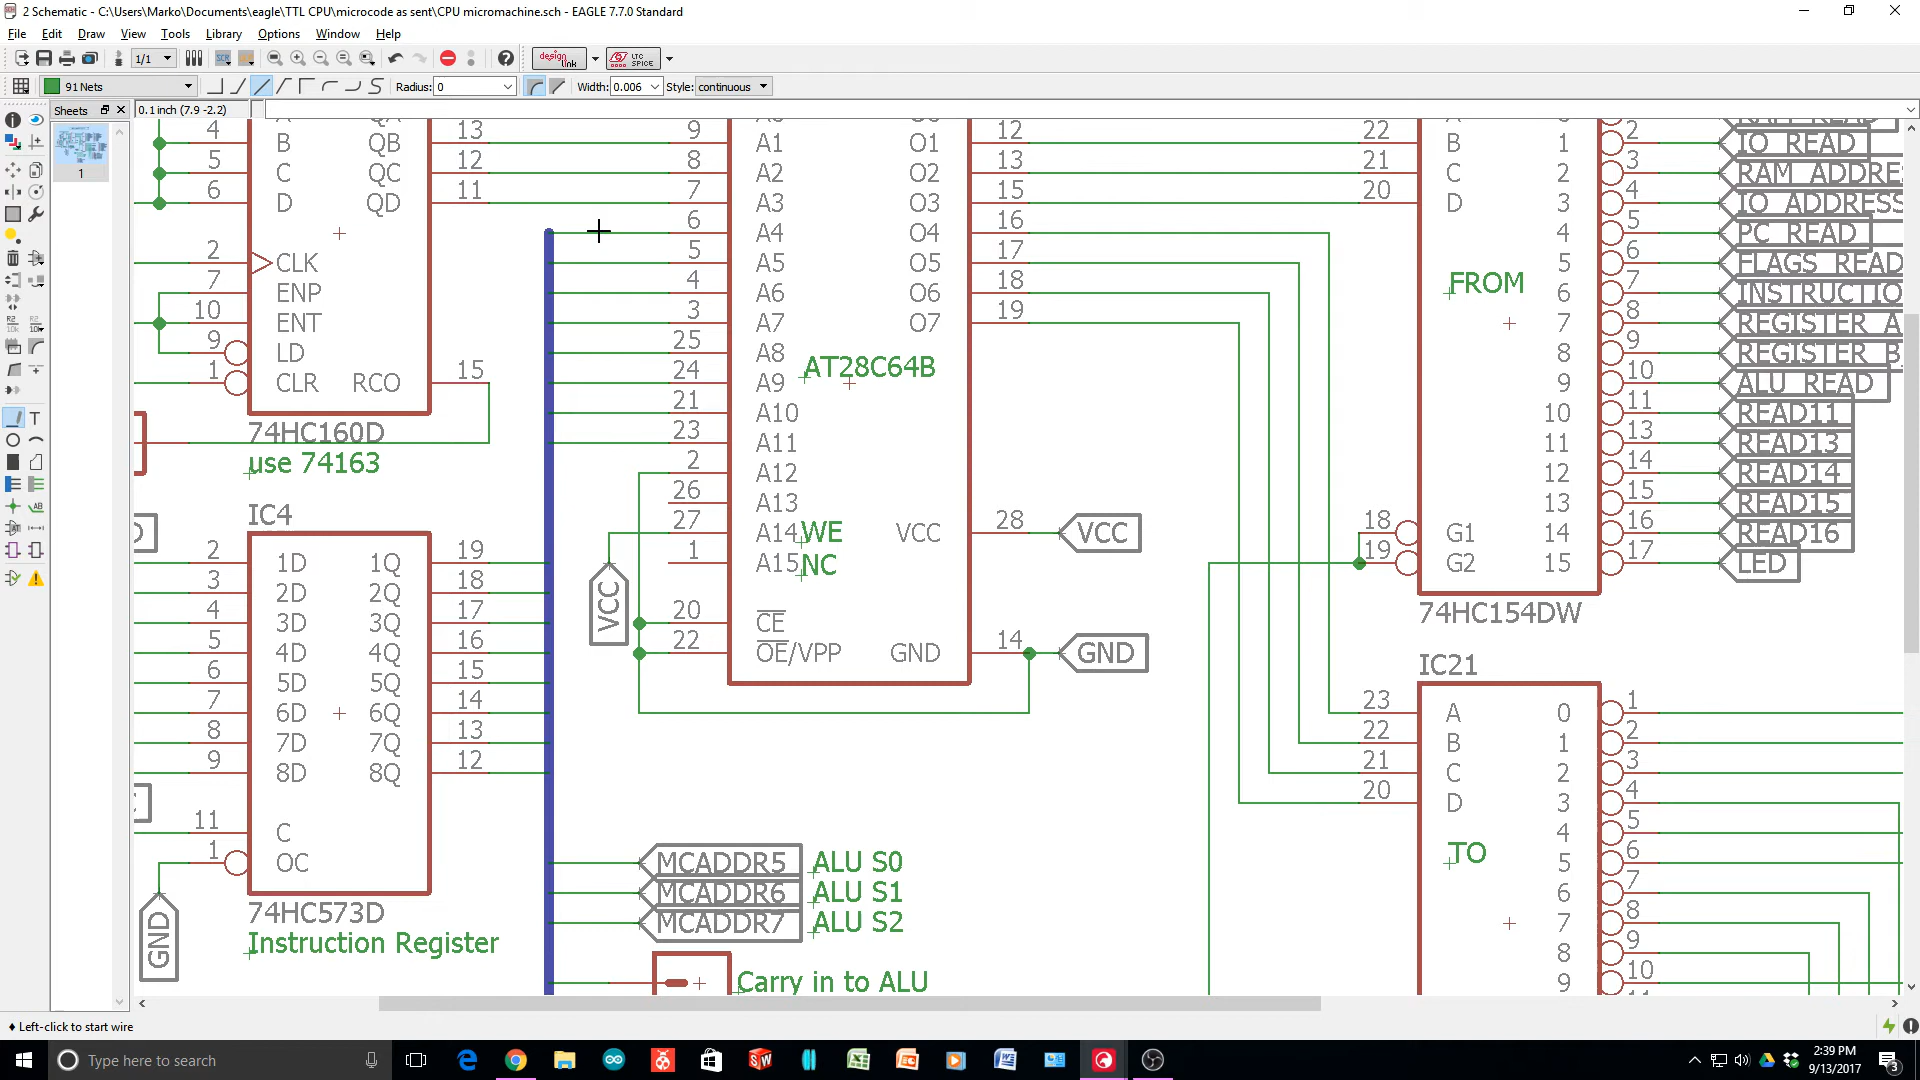 2 Schematic - C:\Users\Marko\Documents\eagle\TTL CPU\microcode as sent\CPU micromachine.sch - EAGLE 7.7.0 Standard
File Edit Draw View Tools Library Options Window Help
1/1 SCR design link LTC SPICE
91 Nets Radius: 0 Width: 0.006 Style: continuous
Sheets 0.1 inch (7.9 -2.2)
1
4 B QB 13
5 C QC 12
6 D QD 11
2 CLK
7 ENP
10 ENT
9 LD
1 CLR RCO 15
74HC160D
use 74163
IC4
2 1D 1Q 19
3 2D 2Q 18
4 3D 3Q 17
5 4D 4Q 16
6 5D 5Q 15
7 6D 6Q 14
8 7D 7Q 13
9 8D 8Q 12
11 C
1 OC
GND
74HC573D
Instruction Register
9 A1 O1 12
8 A2 O2 13
7 A3 O3 15
6 A4 O4 16
5 A5 O5 17
4 A6 O6 18
3 A7 O7 19
25 A8
24 A9
21 A10
23 A11
2 A12
26 A13
27 A14 WE VCC 28 VCC
1 A15 NC
AT28C64B
VCC
20 CE
22 OE/VPP GND 14 GND
MCADDR5 ALU S0
MCADDR6 ALU S1
MCADDR7 ALU S2
Carry in to ALU
22 B 1 2 IO READ
21 C 2 3 RAM ADDRE
20 D 3 4 IO ADDRESS
4 5 PC READ
5 6 FLAGS READ
FROM 6 7 INSTRUCTIO
7 8 REGISTER A
8 9 REGISTER B
9 10 ALU READ
10 11 READ11
11 13 READ13
12 14 READ14
13 15 READ15
18 G1 14 16 READ16
19 G2 15 17 LED
74HC154DW
IC21
23 A 0 1
22 B 1 2
21 C 2 3
20 D 3 4
4 5
TO 5 6
6 7
7 8
8 9
9 10
Left-click to start wire
Type here to search
2:39 PM
9/13/2017
3